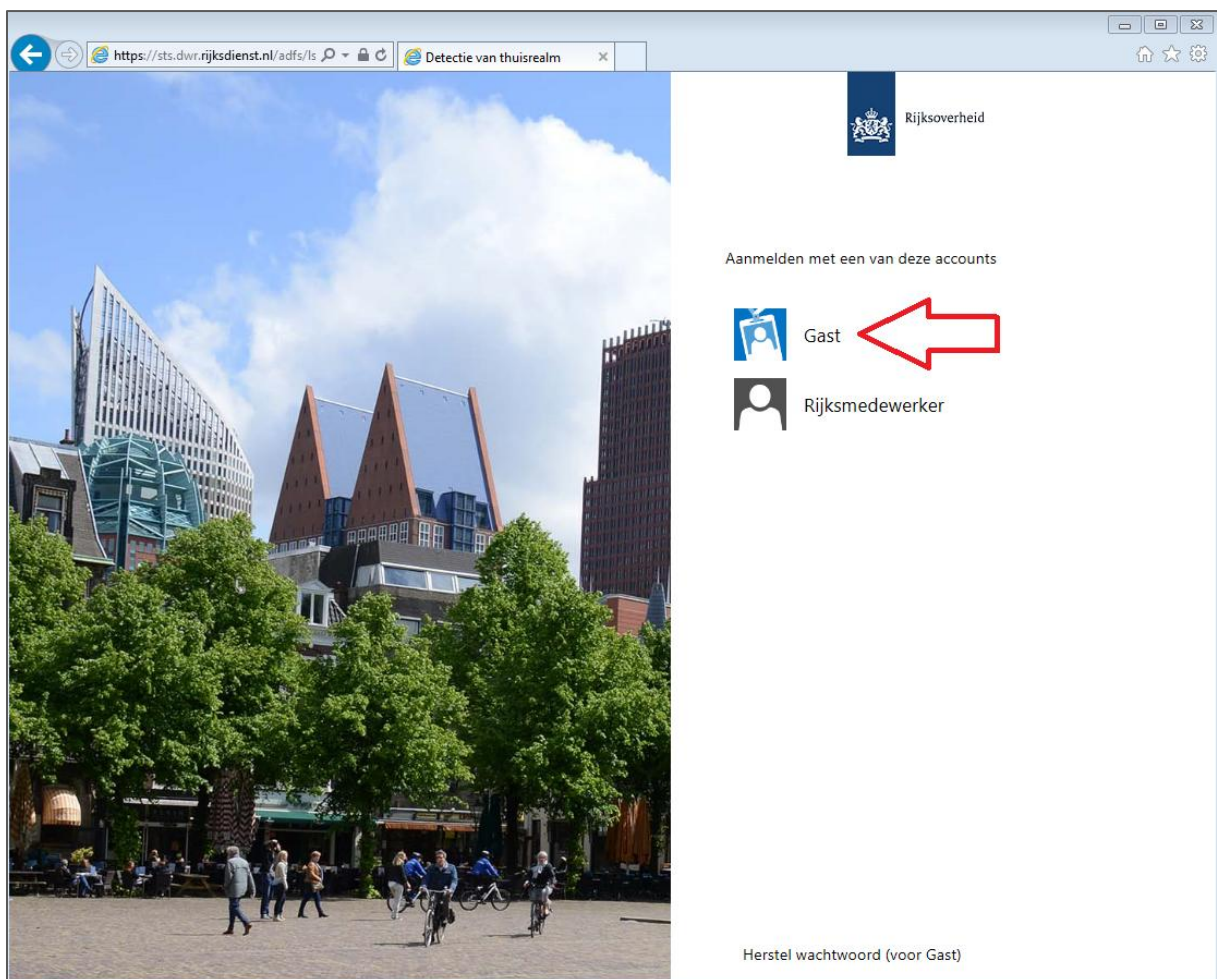 https://sts.dwr.rijksdienst.nl/adfs/ls
Detectie van thuisrealm
Rijksoverheid
Aanmelden met een van deze accounts
Gast
Rijksmedewerker
Herstel wachtwoord (voor Gast)